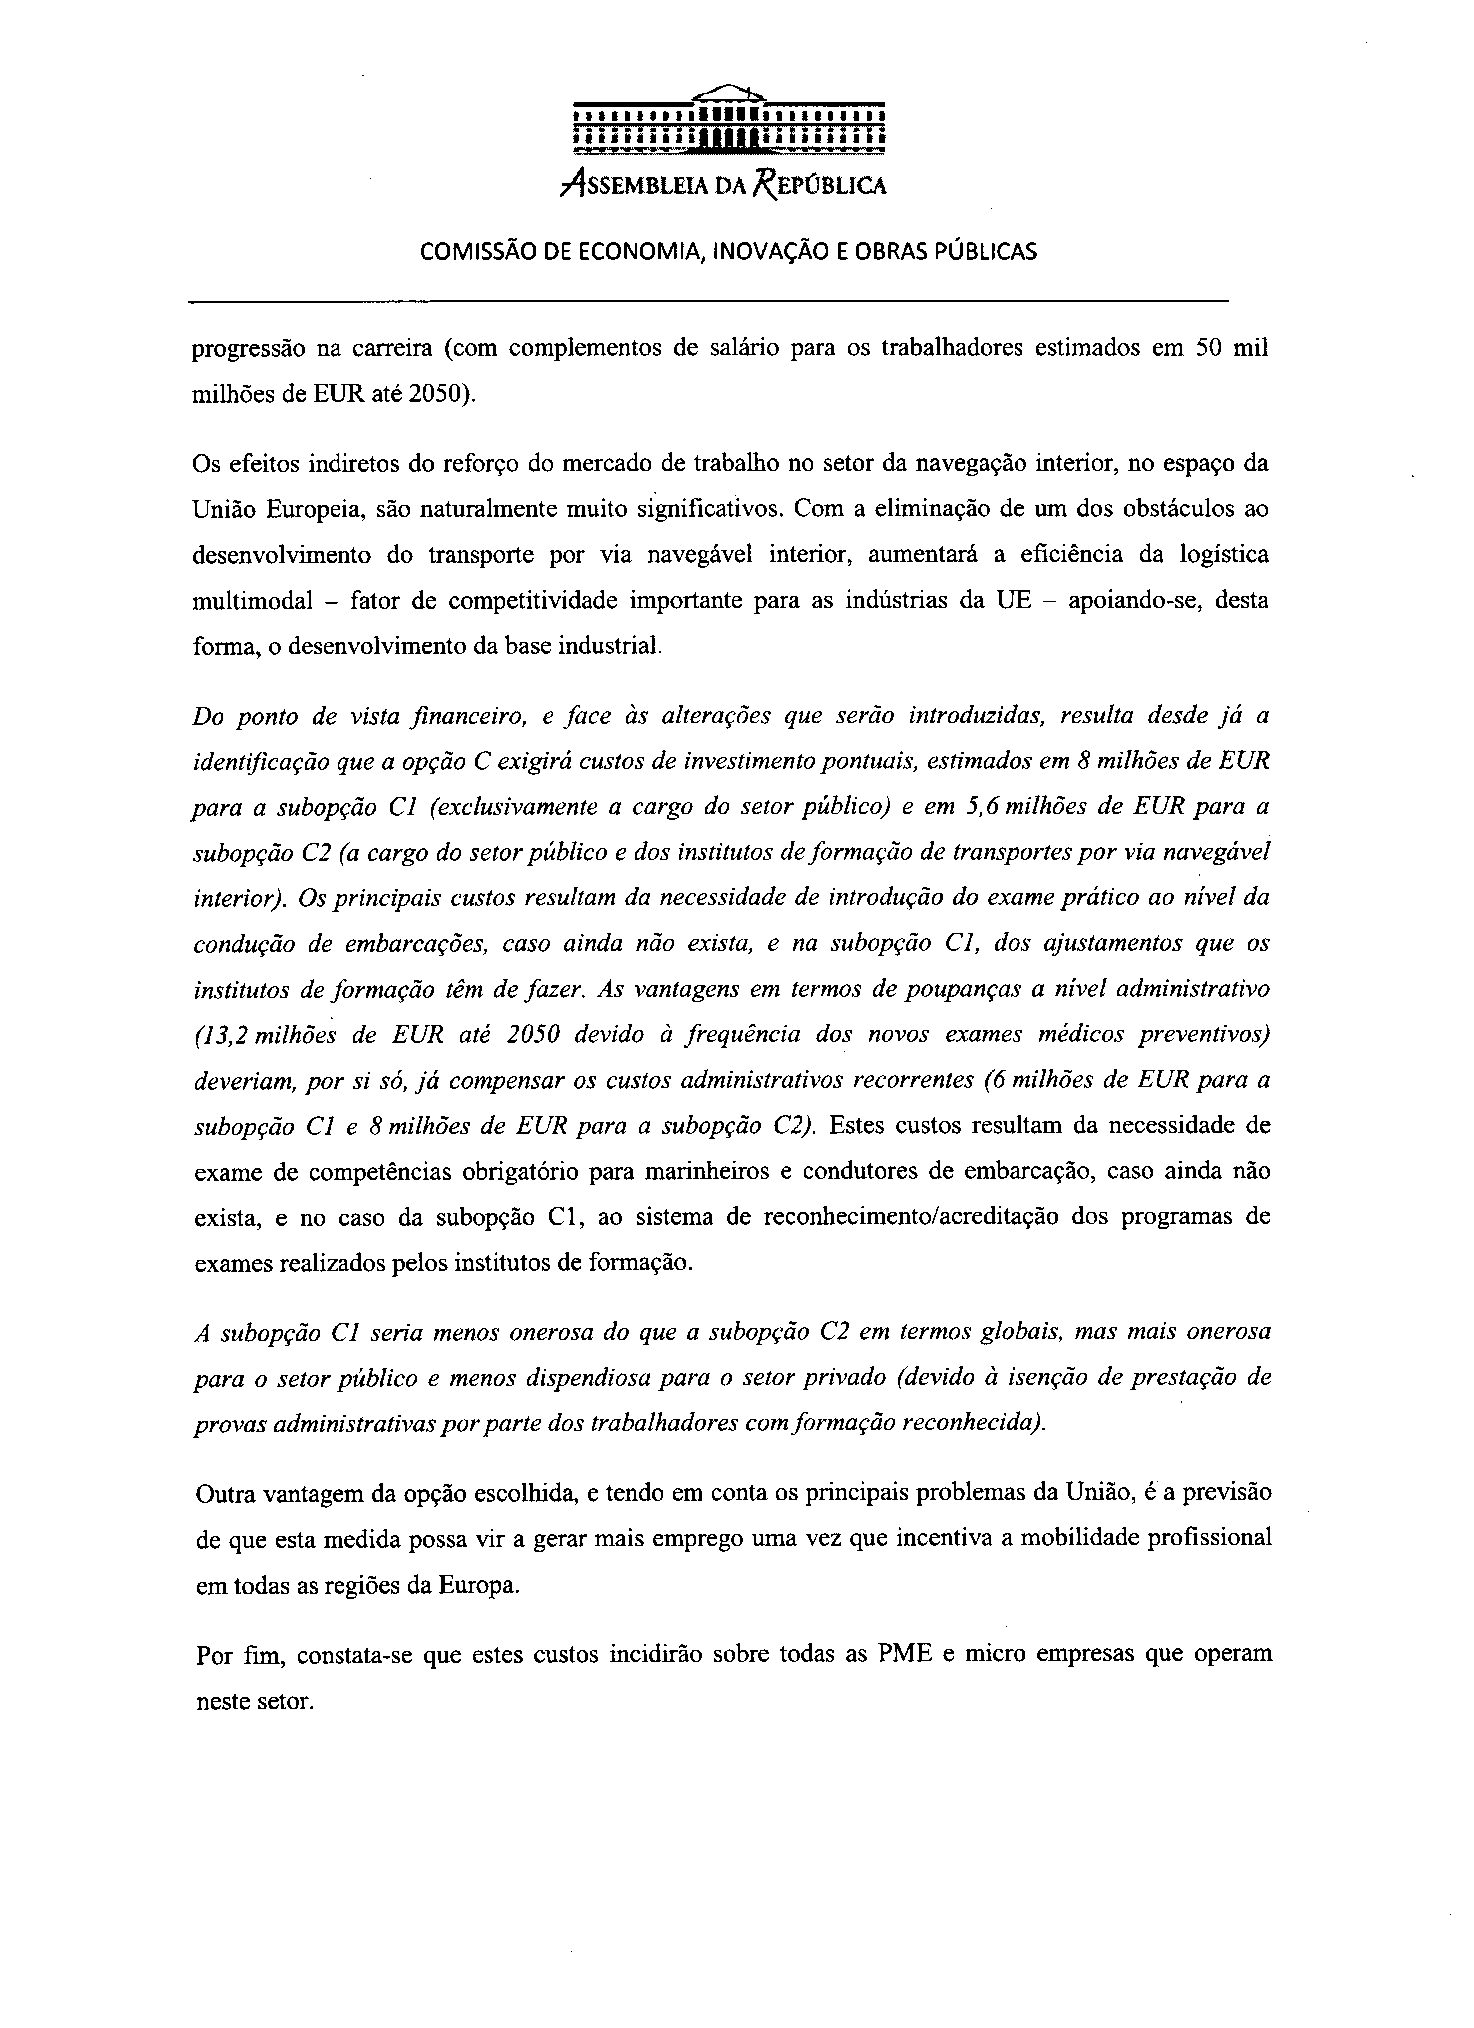 ASSEMBLEIA DA REPÚBLICA
COMISSÃO DE ECONOMIA, INOVAÇÃO E OBRAS PÚBLICAS
progressão na carreira (com complementos de salário para os trabalhadores estimados em 50 mil
milhões de EUR até 2050).
Os efeitos indiretos do reforço do mercado de trabalho no setor da navegação interior, no espaço da
União Europeia, são naturalmente muito significativos. Com a eliminação de um dos obstáculos ao
desenvolvimento do transporte por via navegável interior, aumentará a eficiência da logística
multimodal – fator de competitividade importante para as indústrias da UE – apoiando-se, desta
forma, o desenvolvimento da base industrial.
Do ponto de vista financeiro, e face às alterações que serão introduzidas, resulta desde já a
identificação que a opção C exigirá custos de investimento pontuais, estimados em 8 milhões de EUR
para a subopção C1 (exclusivamente a cargo do setor público) e em 5,6 milhões de EUR para a
subopção C2 (a cargo do setor público e dos institutos de formação de transportes por via navegável
interior). Os principais custos resultam da necessidade de introdução do exame prático ao nível da
condução de embarcações, caso ainda não exista, e na subopção C1, dos ajustamentos que os
institutos de formação têm de fazer. As vantagens em termos de poupanças a nível administrativo
(13,2 milhões de EUR até 2050 devido à frequência dos novos exames médicos preventivos)
deveriam, por si só, já compensar os custos administrativos recorrentes (6 milhões de EUR para a
subopção C1 e 8 milhões de EUR para a subopção C2). Estes custos resultam da necessidade de
exame de competências obrigatório para marinheiros e condutores de embarcação, caso ainda não
exista, e no caso da subopção C1, ao sistema de reconhecimento/acreditação dos programas de
exames realizados pelos institutos de formação.
A subopção C1 seria menos onerosa do que a subopção C2 em termos globais, mas mais onerosa
para o setor público e menos dispendiosa para o setor privado (devido à isenção de prestação de
provas administrativas por parte dos trabalhadores com formação reconhecida).
Outra vantagem da opção escolhida, e tendo em conta os principais problemas da União, é a previsão
de que esta medida possa vir a gerar mais emprego uma vez que incentiva a mobilidade profissional
em todas as regiões da Europa.
Por fim, constata-se que estes custos incidirão sobre todas as PME e micro empresas que operam
neste setor.